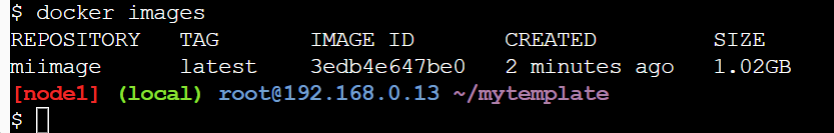 $ docker images
REPOSITORY   TAG       IMAGE ID       CREATED         SIZE
miimage      latest    3edb4e647be0   2 minutes ago   1.02GB
[node1] (local) root@192.168.0.13 ~/mytemplate
$